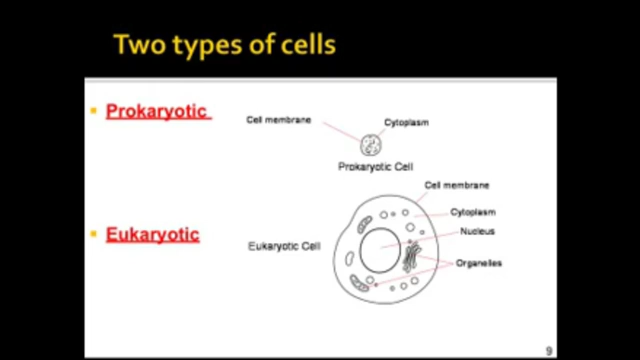 Two types of cells
Prokaryotic
Cell membrane
Cytoplasm
Prokaryotic Cell
Cell membrane
Cytoplasm
Nucleus
Eukaryotic
Eukaryotic Cell
Organelles
9